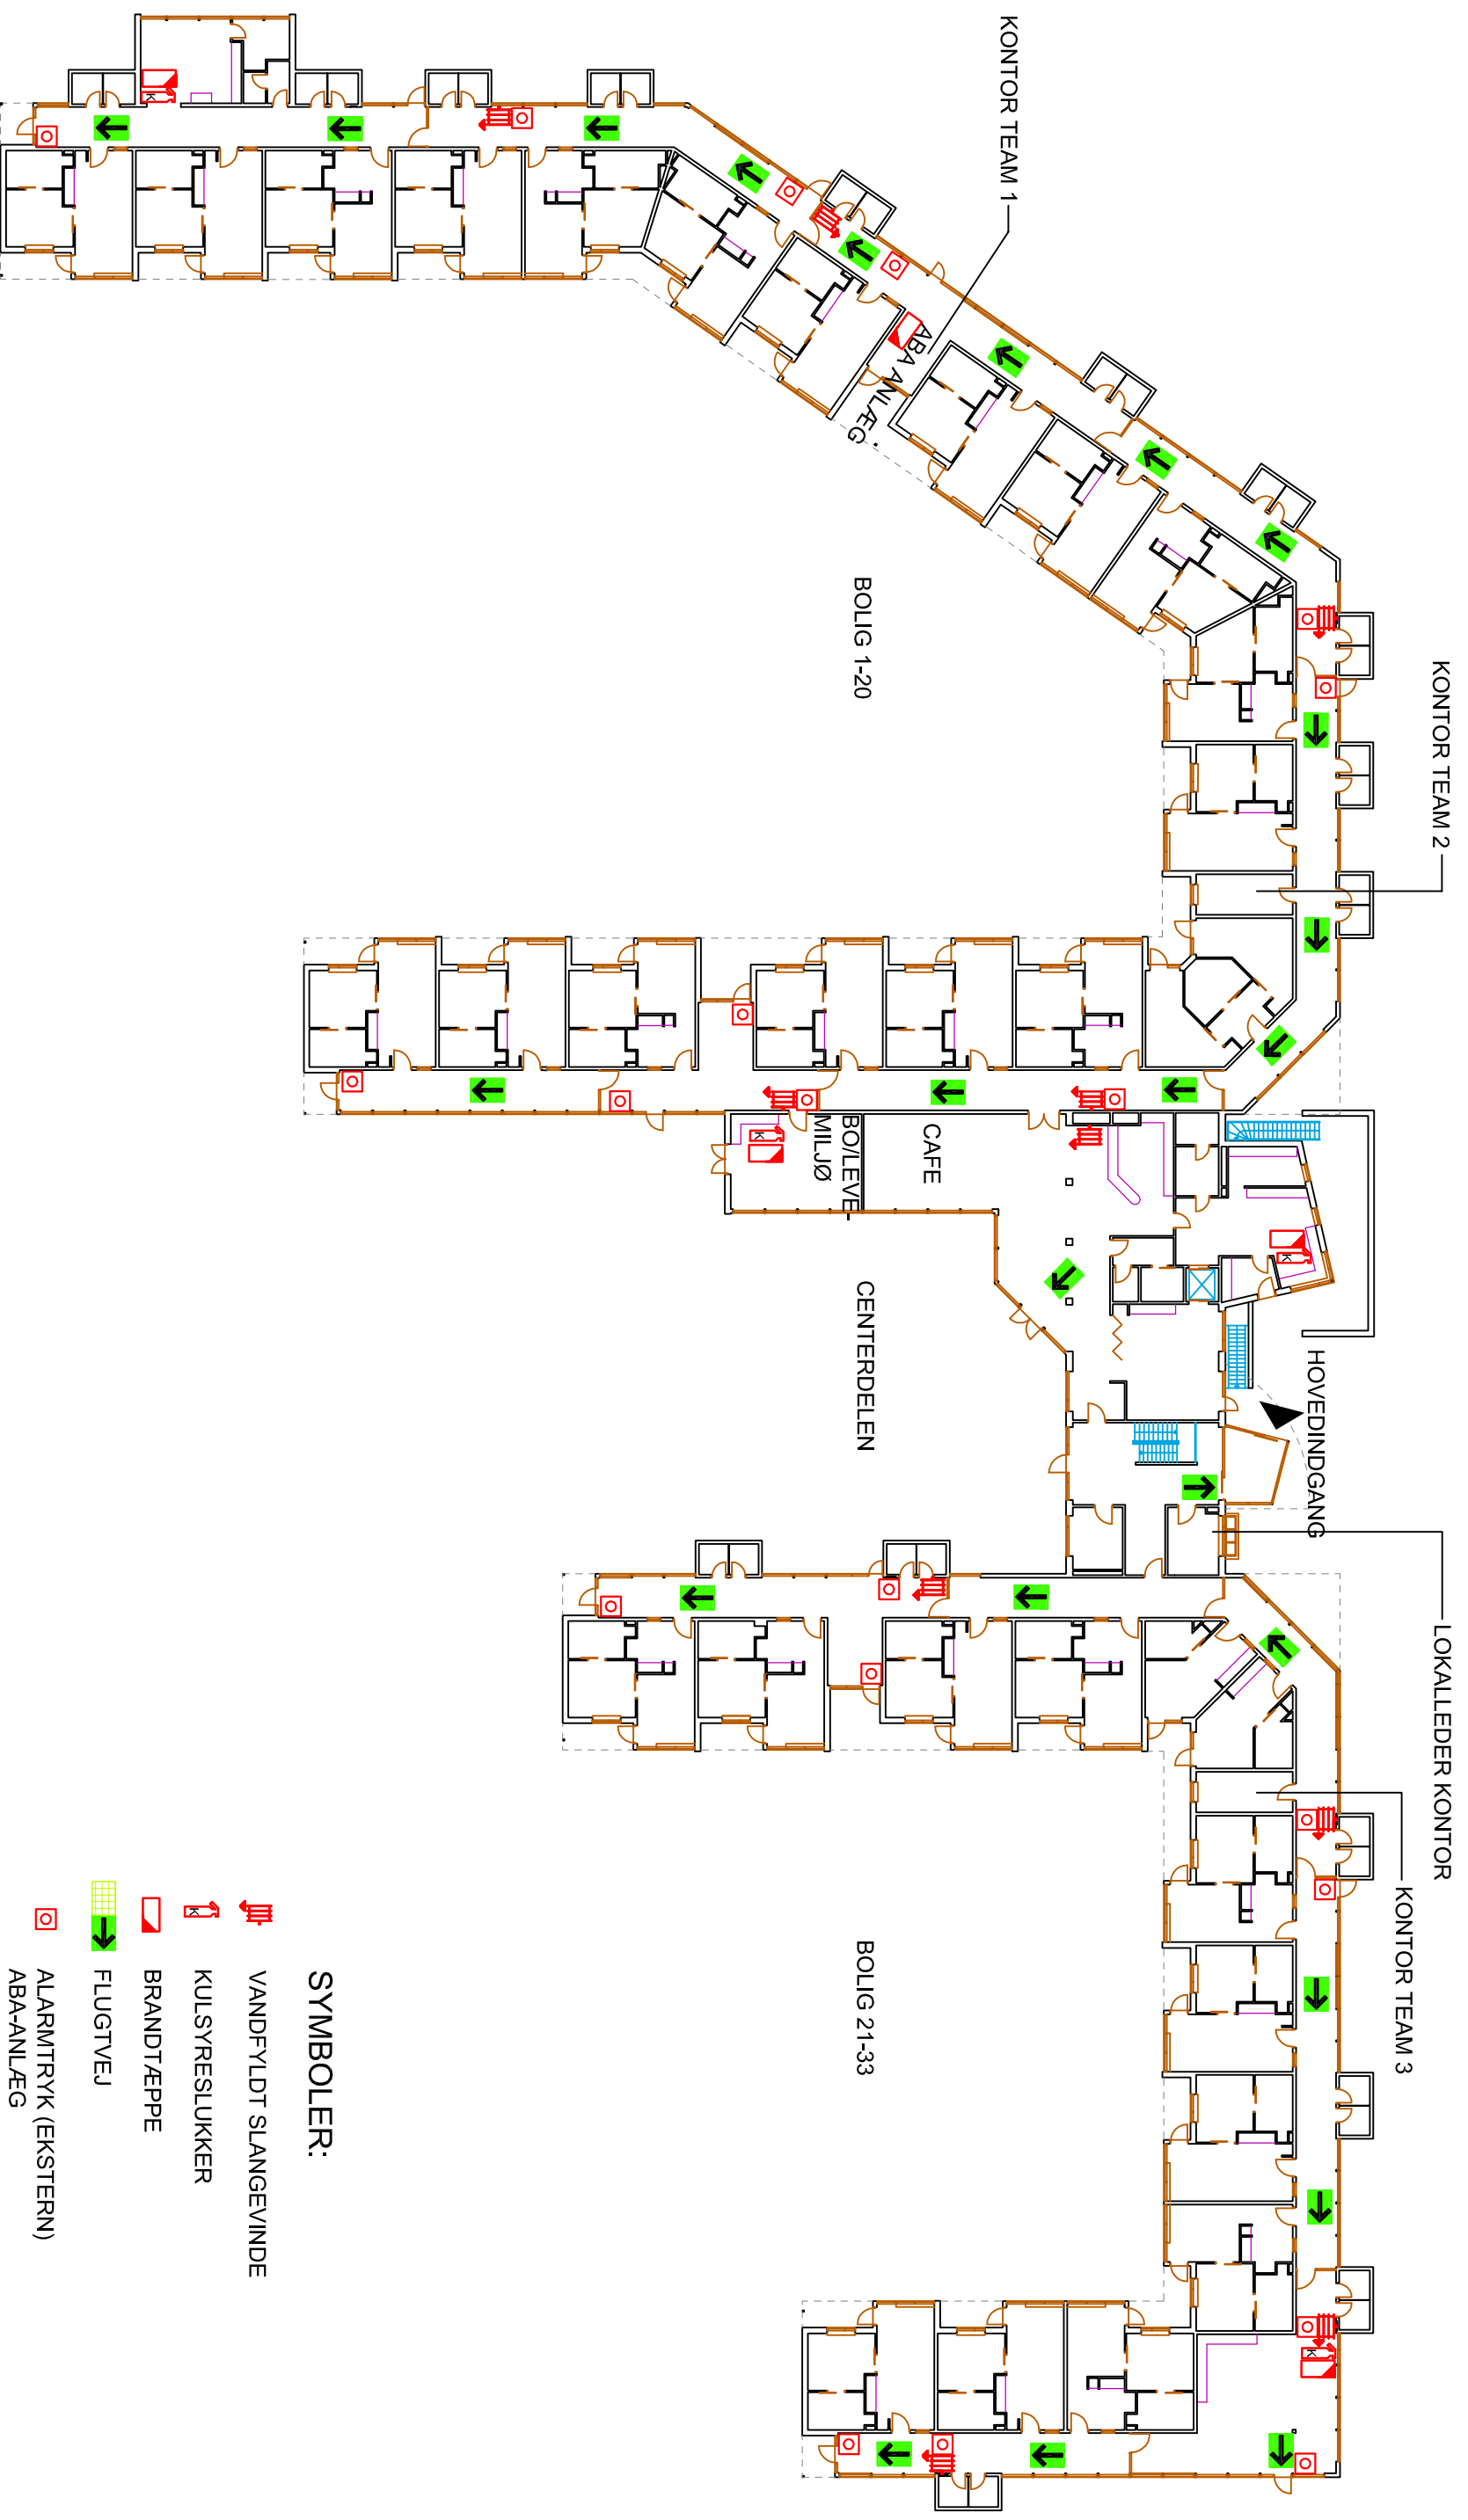 KONTOR TEAM 1
KONTOR TEAM 2
ABA ANLÆG
BOLIG 1-20
BO/LEVE-
MILJØ
CAFE
K
K
K
CENTERDELEN
HOVEDINDGANG
LOKALLEDER KONTOR
KONTOR TEAM 3
BOLIG 21-33
K
SYMBOLER:
VANDFYLDT SLANGEVINDE
K
KULSYRESLUKKER
BRANDTÆPPE
FLUGTVEJ
ALARMTRYK (EKSTERN)
ABA-ANLÆG